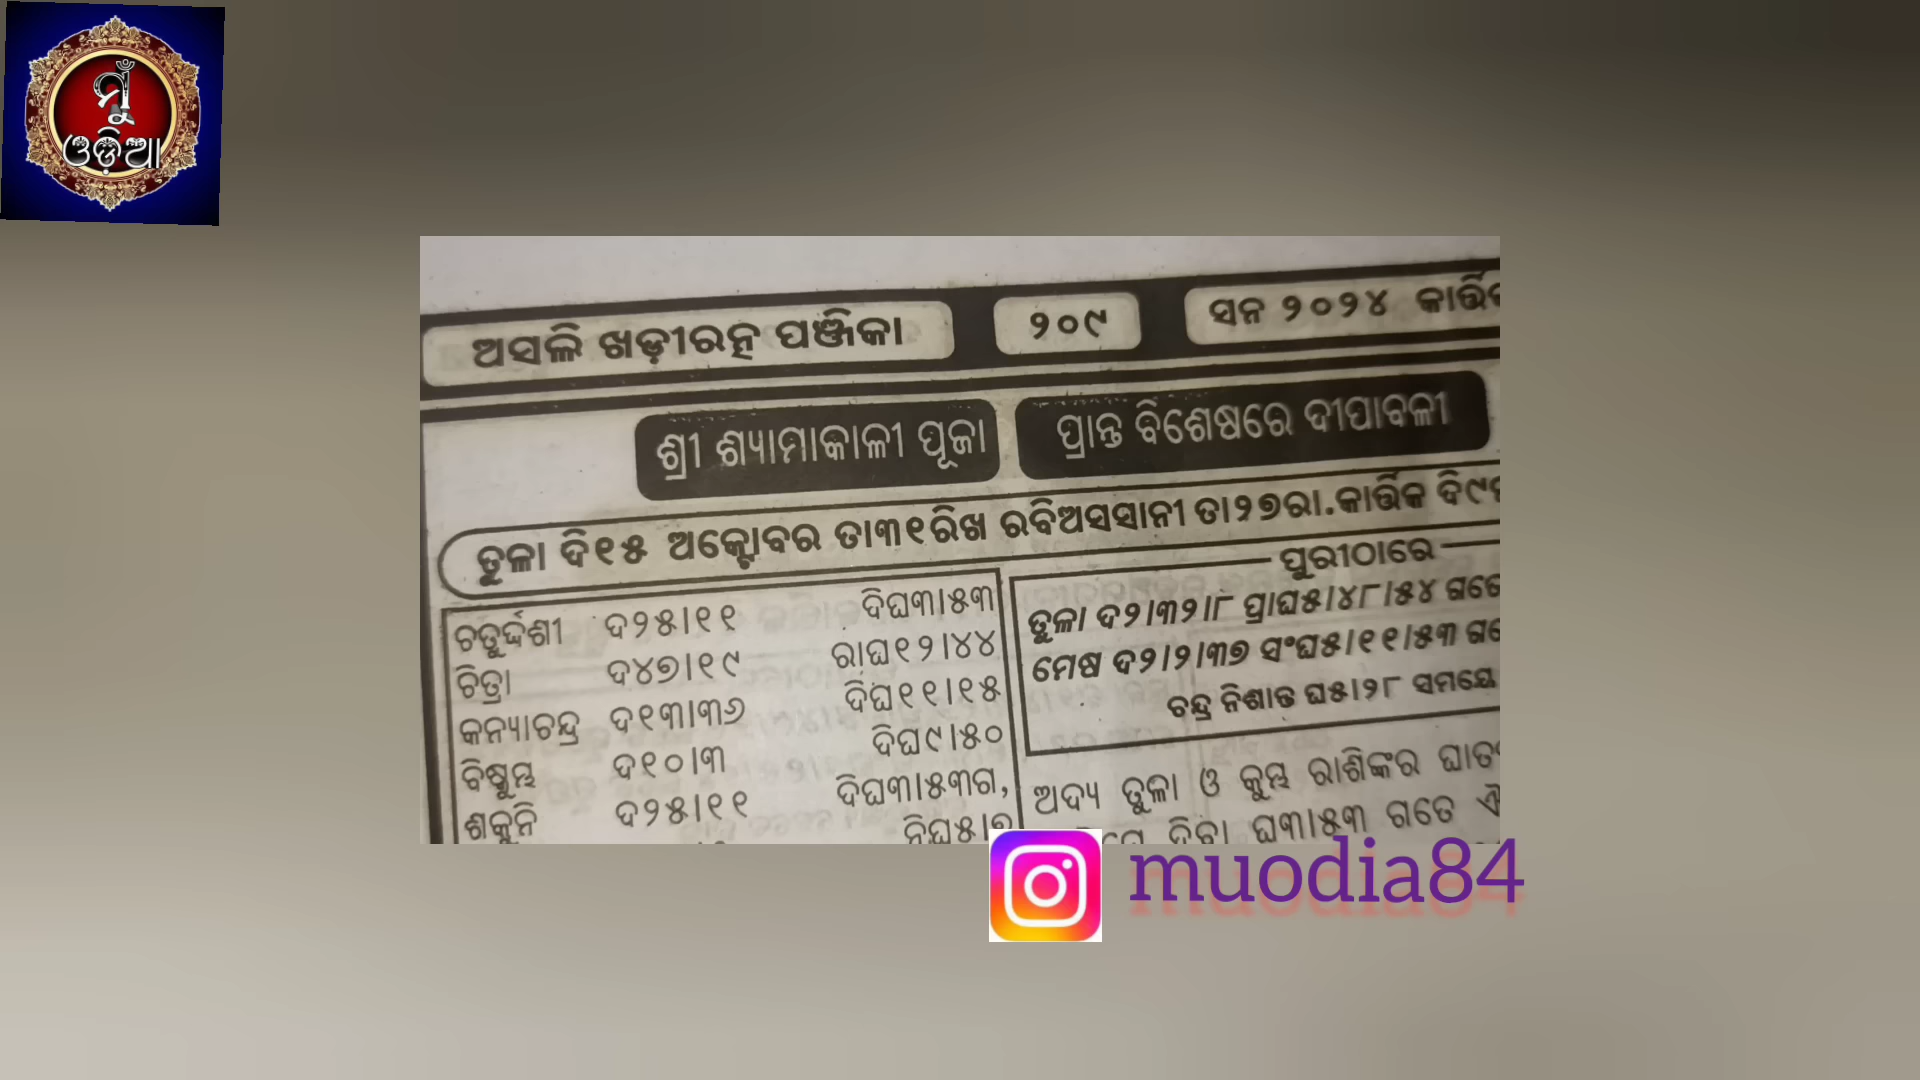 ମୁଁ
ଓଡ଼ିଆ
ଅସଲି ଖଡ଼ୀରତ୍ନ ପଞ୍ଜିକା ୨୦୯ ସନ ୨୦୨୪
ଶ୍ରୀ ଶ୍ୟାମାକାଳୀ ପୂଜା ପ୍ରାନ୍ତ ବିଶେଷରେ ଦୀପାବଳୀ
ତୁଳା ଦି୧୫ ଅକ୍ଟୋବର ତା୩୧ରିଖ ରବିଅସସାନୀ ତା୨୭ରା.କାର୍ତ୍ତିକ
ପୁରୀଠାରେ
ଚତୁର୍ଦ୍ଦଶୀ ଦ୨୫।୧୧ ଦିଘ୩।୫୩
ଚିତ୍ରା ଦ୪୭।୧୯ ରାଘ୧୨।୪୪
କନ୍ୟାଚନ୍ଦ୍ର ଦ୧୩।୩୬ ଦିଘ୧୧।୧୫
ବିଷ୍କୁମ୍ଭ ଦ୧୦।୩ ଦିଘ୯।୫୦
ଶକୁନି ଦ୨୫।୧୧ ଦିଘ୩।୫୩ଗ,
ତୁଳା ଦ୨।୩୨।୮ ପ୍ରାଘ୫।୪୮।୫୪ ଗତେ
ମେଷ ଦ୨।୨।୩୭ ସଂଘ୫।୧୧।୫୩
ଚନ୍ଦ୍ର ନିଶାନ୍ତ ଘ୫।୨୮ ସମୟେ
ଅଦ୍ୟ ତୁଳା ଓ କୁମ୍ଭ ରାଶିଙ୍କର
ଦିବା ଘ୩।୫୩ ଗତେ
muodia84